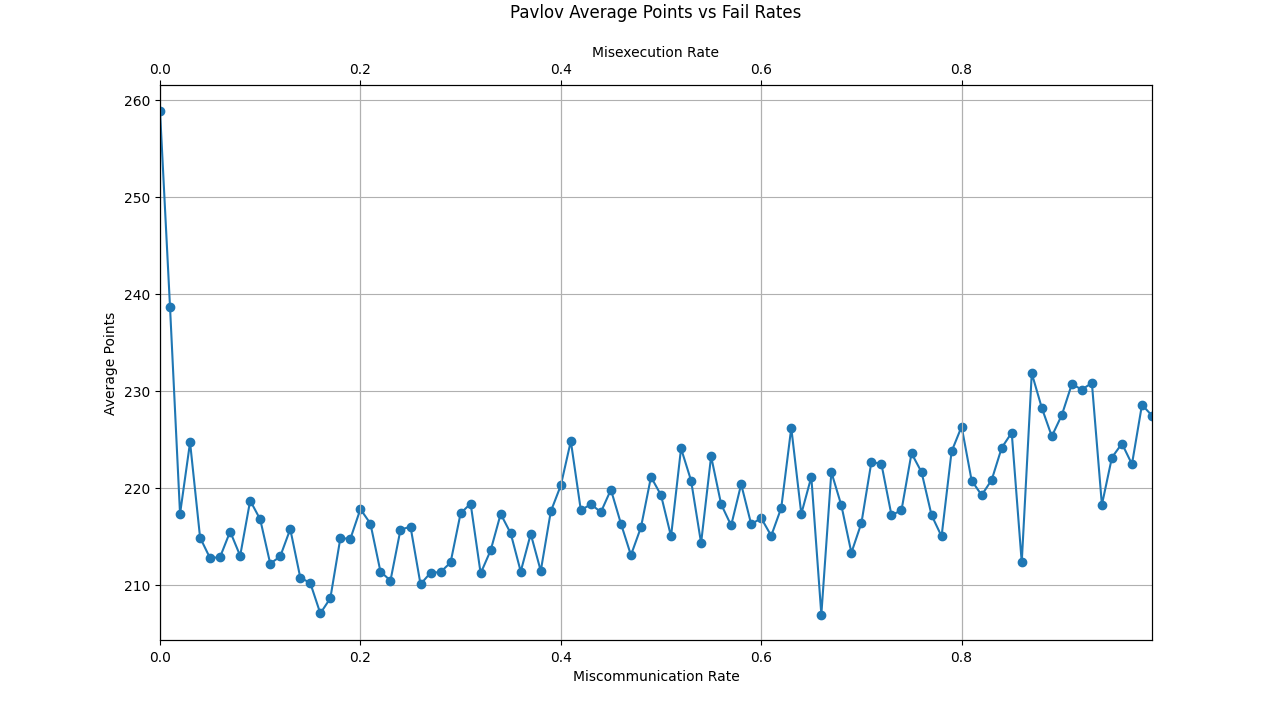 Pavlov Average Points vs Fail Rates
Misexecution Rate
0.0 0.2 0.4 0.6 0.8
260
250
240
230
220
210
Average Points
0.0 0.2 0.4 0.6 0.8
Miscommunication Rate